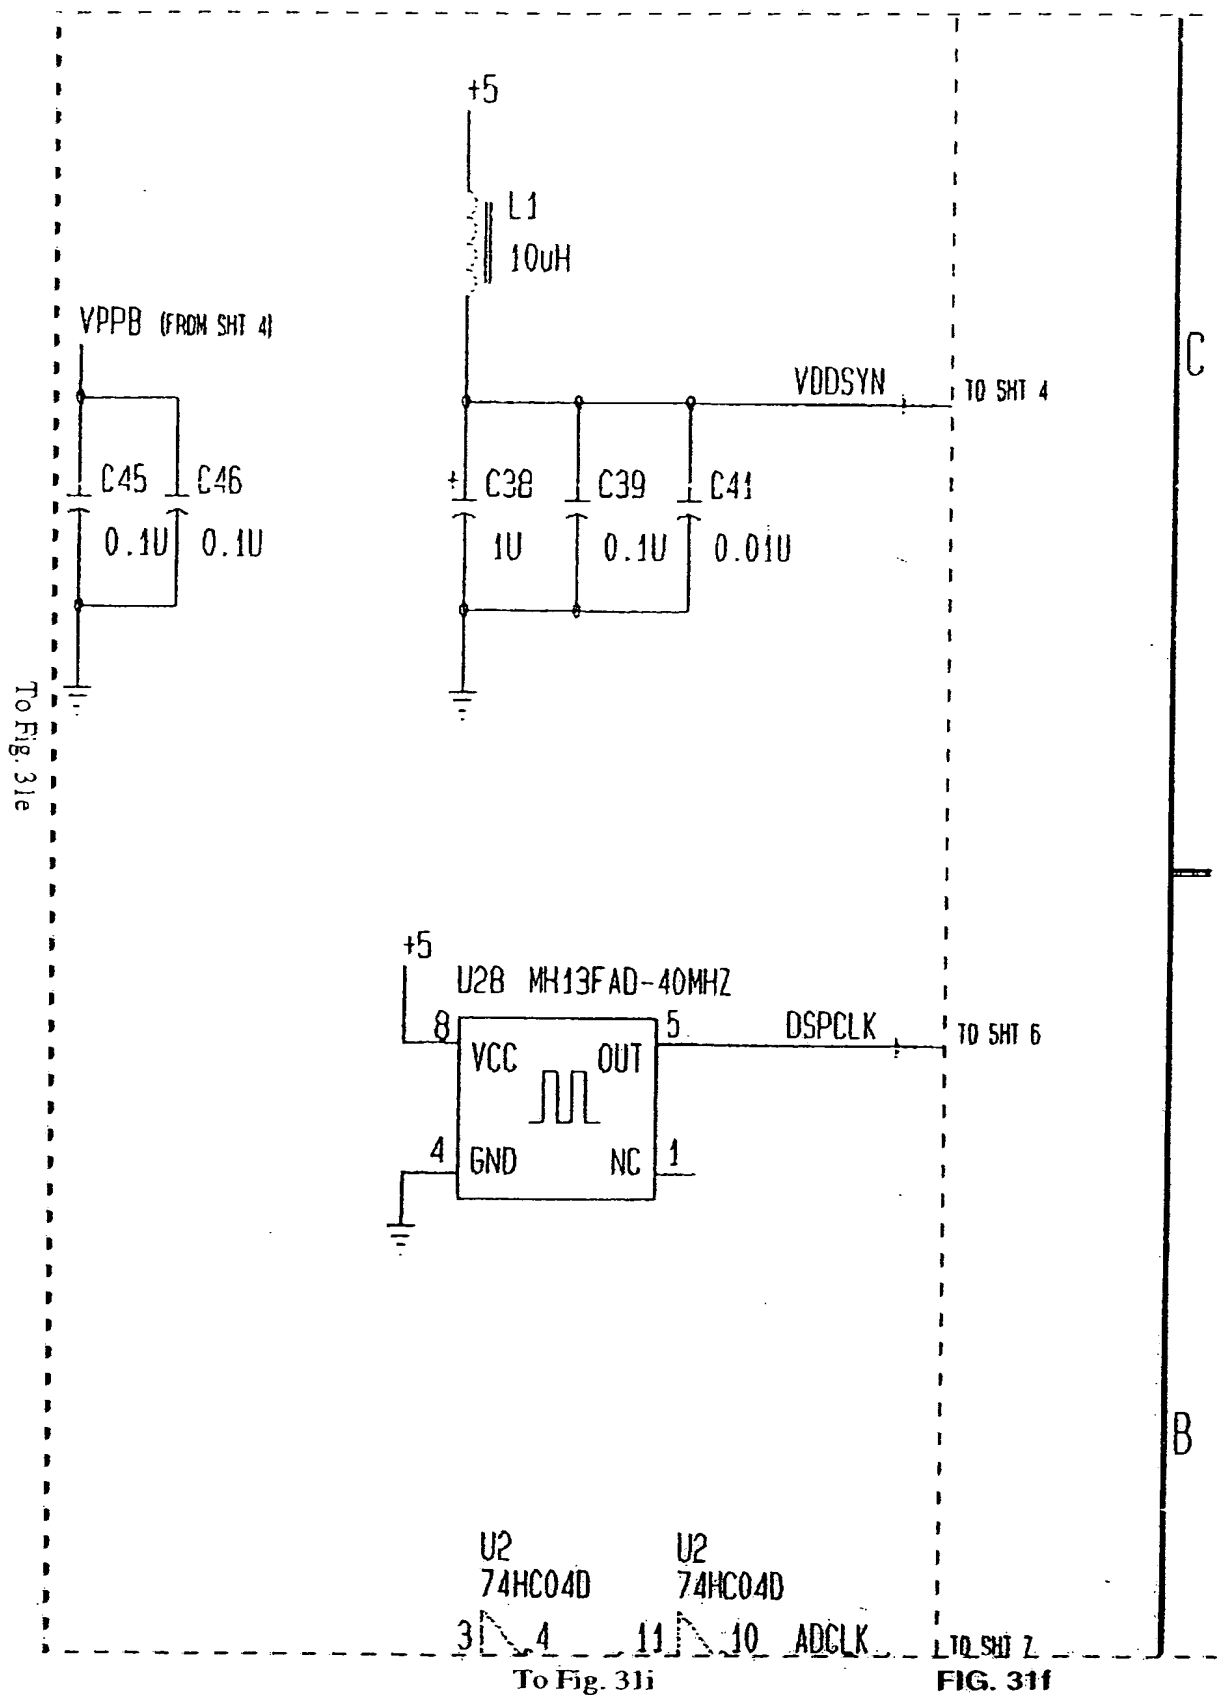 +5
L1
10uH
VPPB (FROM SHT 4)
C
VDDSYN
TO SHT 4
C45
C46
0.1U
0.1U
+
C38
C39
C41
1U
0.1U
0.01U
To Fig. 31e
+5
U28 MH13FAD-40MHZ
8
VCC
OUT
5
DSPCLK
TO SHT 6
4
GND
NC
1
B
U2
74HC04D
U2
74HC04D
3
4
11
10
ADCLK
TO SHT 7
To Fig. 31i
FIG. 31f